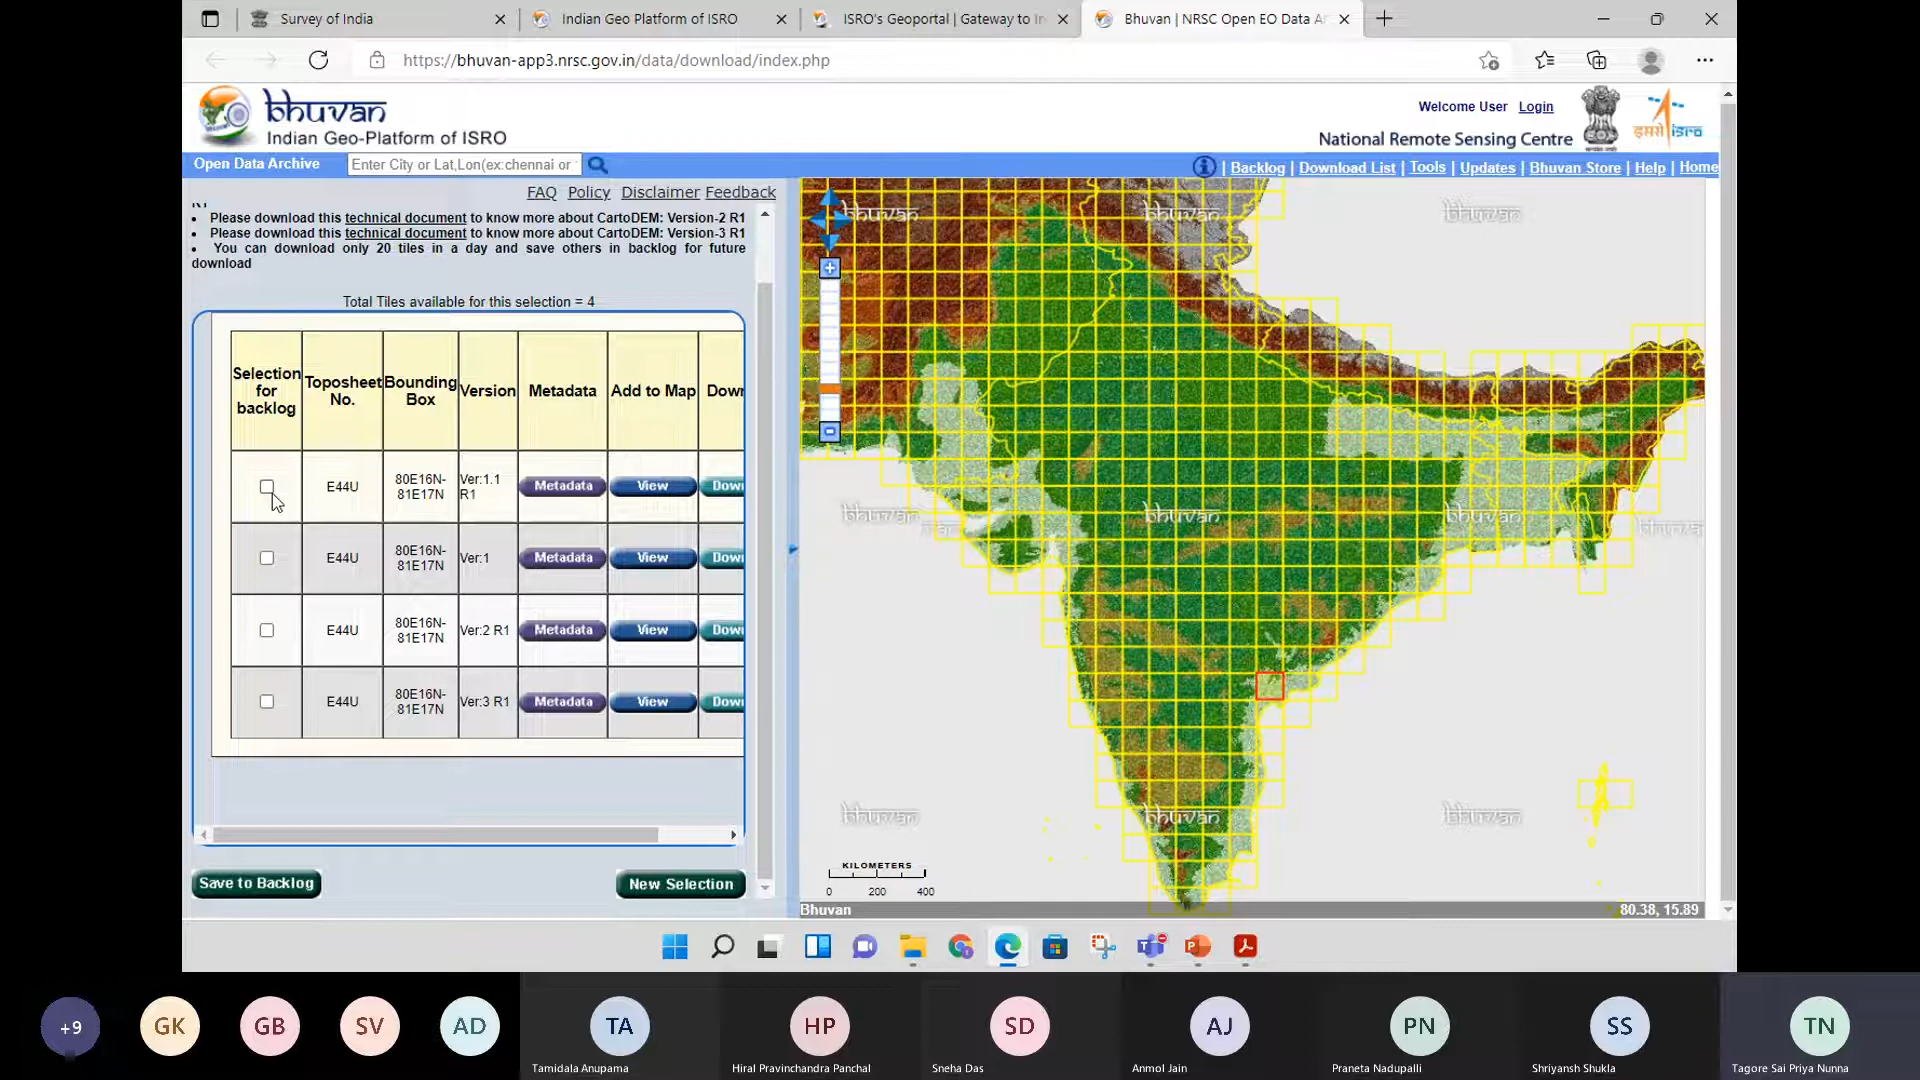 Survey of India
Indian Geo Platform of ISRO
ISRO's Geoportal | Gateway to In
Bhuvan | NRSC Open EO Data Ar
https://bhuvan-app3.nrsc.gov.in/data/download/index.php
bhuvan
Indian Geo-Platform of ISRO
Welcome User Login
National Remote Sensing Centre
इसरो isro
Open Data Archive
Enter City or Lat,Lon(ex:chennai or
| Backlog | Download List | Tools | Updates | Bhuvan Store | Help | Home
FAQ Policy Disclaimer Feedback
• Please download this technical document to know more about CartoDEM: Version-2 R1
• Please download this technical document to know more about CartoDEM: Version-3 R1
• You can download only 20 tiles in a day and save others in backlog for future
download
Total Tiles available for this selection = 4
Selection for backlog Toposheet No. Bounding Box Version Metadata Add to Map Down
E44U 80E16N-81E17N Ver:1.1 R1 Metadata View Down
E44U 80E16N-81E17N Ver:1 Metadata View Down
E44U 80E16N-81E17N Ver:2 R1 Metadata View Down
E44U 80E16N-81E17N Ver:3 R1 Metadata View Down
Save to Backlog
New Selection
bhuvan bhuvan bhuvan
bhuvan bhuvan bhuvan bhuvan
bhuvan bhuvan bhuvan
KILOMETERS
0 200 400
Bhuvan
80.38, 15.89
+9
GK
GB
SV
AD
TA
HP
SD
AJ
PN
SS
TN
Tamidala Anupama
Hiral Pravinchandra Panchal
Sneha Das
Anmol Jain
Praneta Nadupalli
Shriyansh Shukla
Tagore Sai Priya Nunna